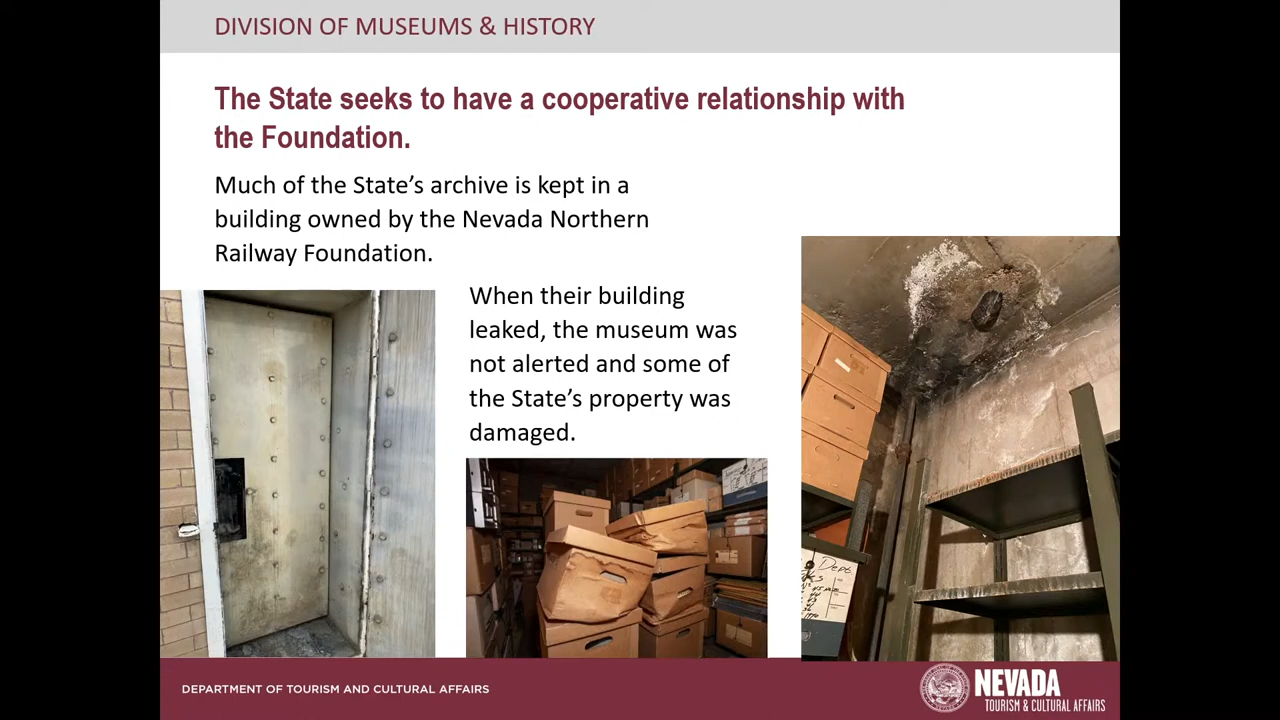 DIVISION OF MUSEUMS & HISTORY
The State seeks to have a cooperative relationship with
the Foundation.
Much of the State's archive is kept in a
building owned by the Nevada Northern
Railway Foundation.
When their building
leaked, the museum was
not alerted and some of
the State's property was
damaged.
Dept.
DEPARTMENT OF TOURISM AND CULTURAL AFFAIRS
NEVADA
TOURISM & CULTURAL AFFAIRS